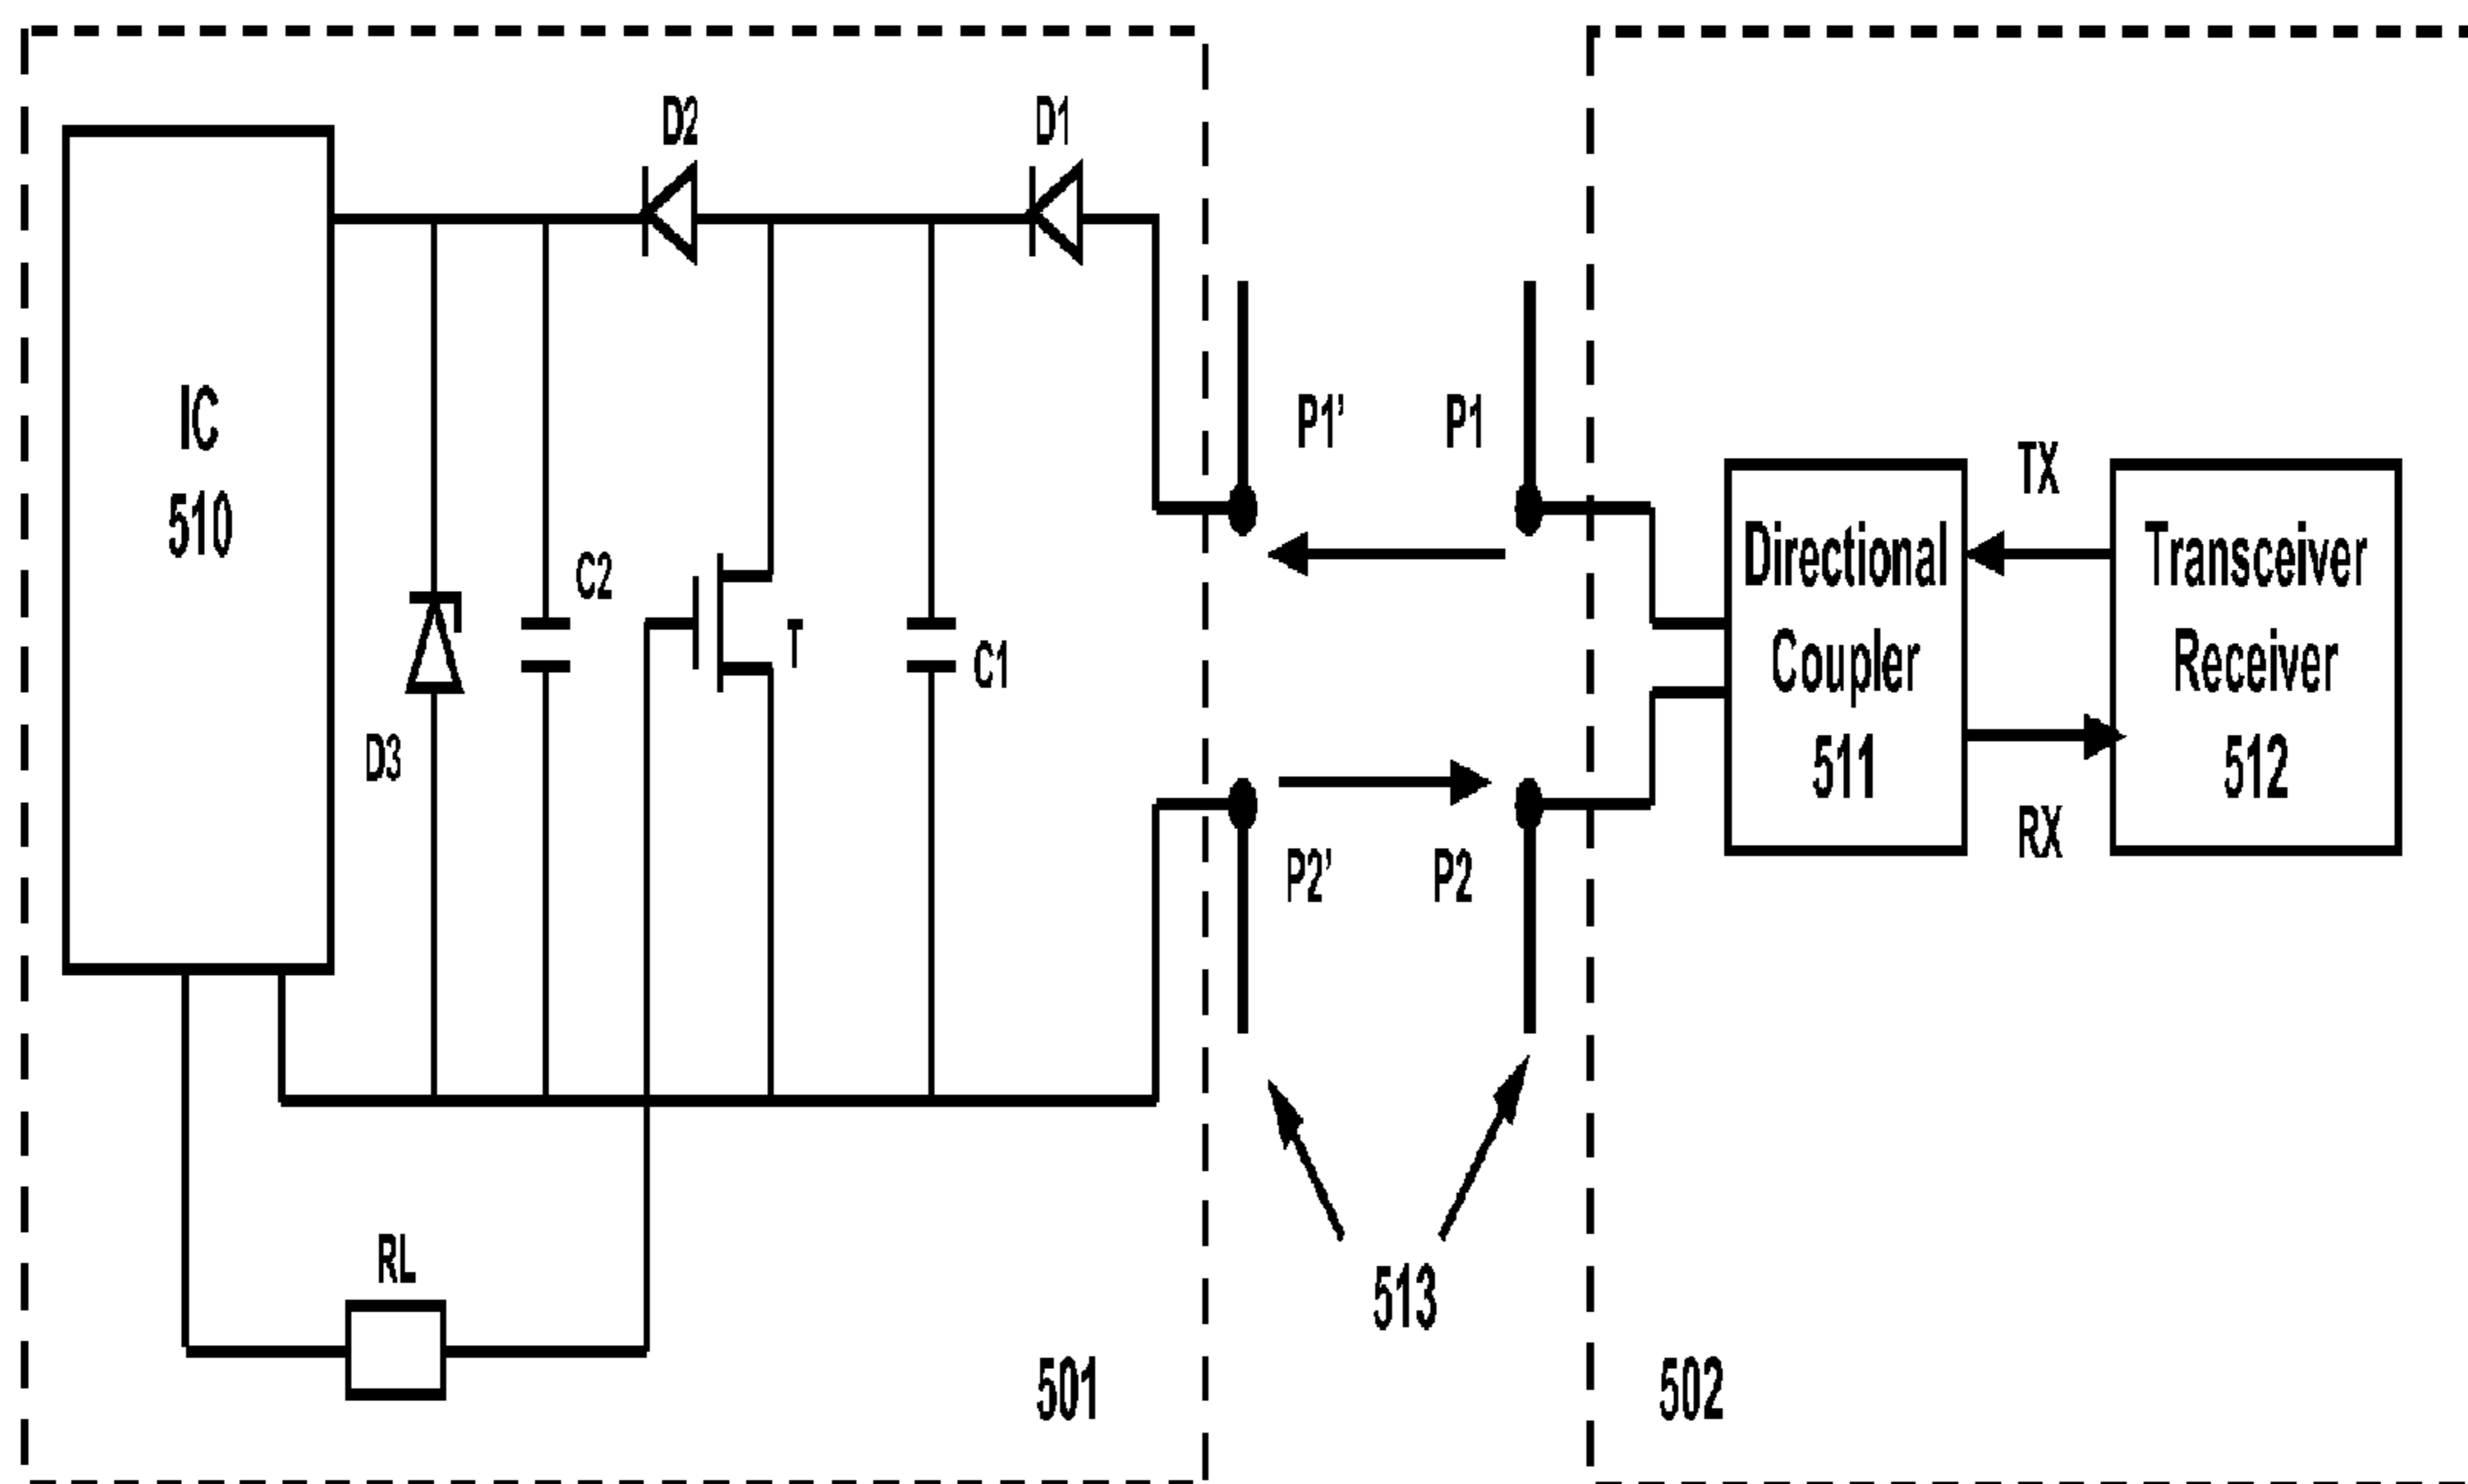 D2
D1
IC
510
P1'
P1
TX
Directional
Coupler
511
Transceiver
Receiver
512
C2
T
C1
D3
RX
P2'
P2
RL
513
501
502